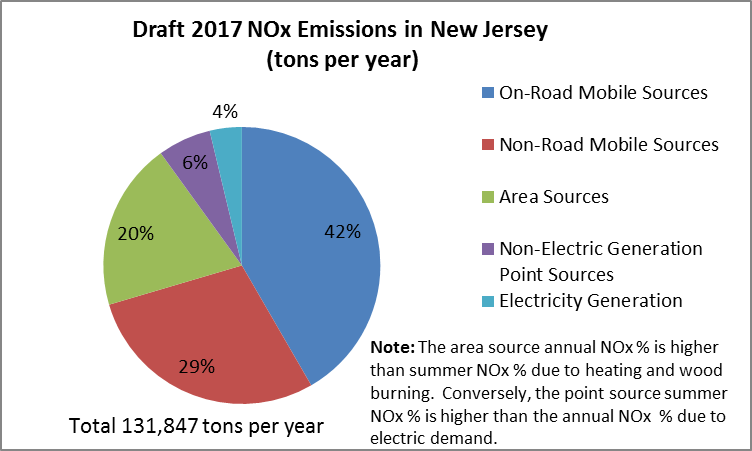 Draft 2017 NOx Emissions in New Jersey
(tons per year)
4%
6%
20%
42%
29%
On-Road Mobile Sources
Non-Road Mobile Sources
Area Sources
Non-Electric Generation
Point Sources
Electricity Generation
Note: The area source annual NOx % is higher
than summer NOx % due to heating and wood
burning.  Conversely, the point source summer
NOx % is higher than the annual NOx  % due to
electric demand.
Total 131,847 tons per year